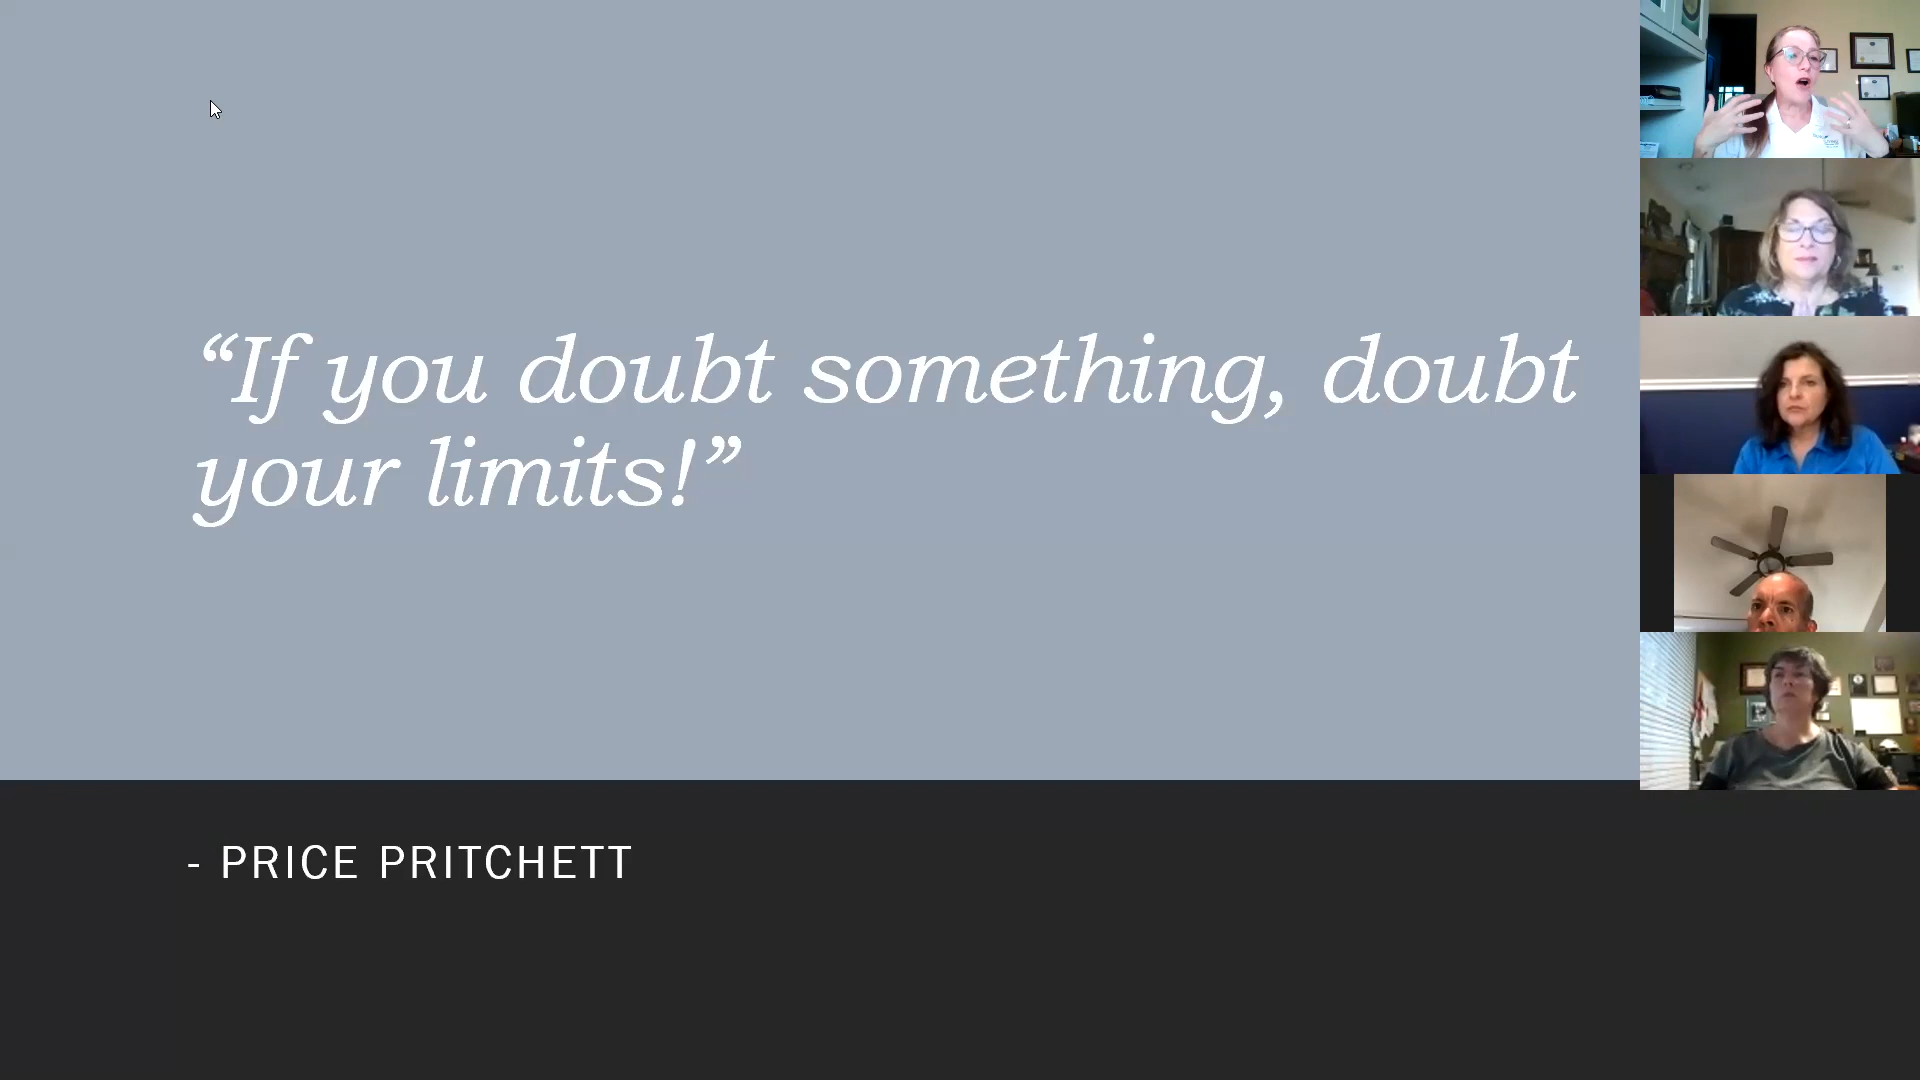 “If you doubt something, doubt
your limits!”
- PRICE PRITCHETT